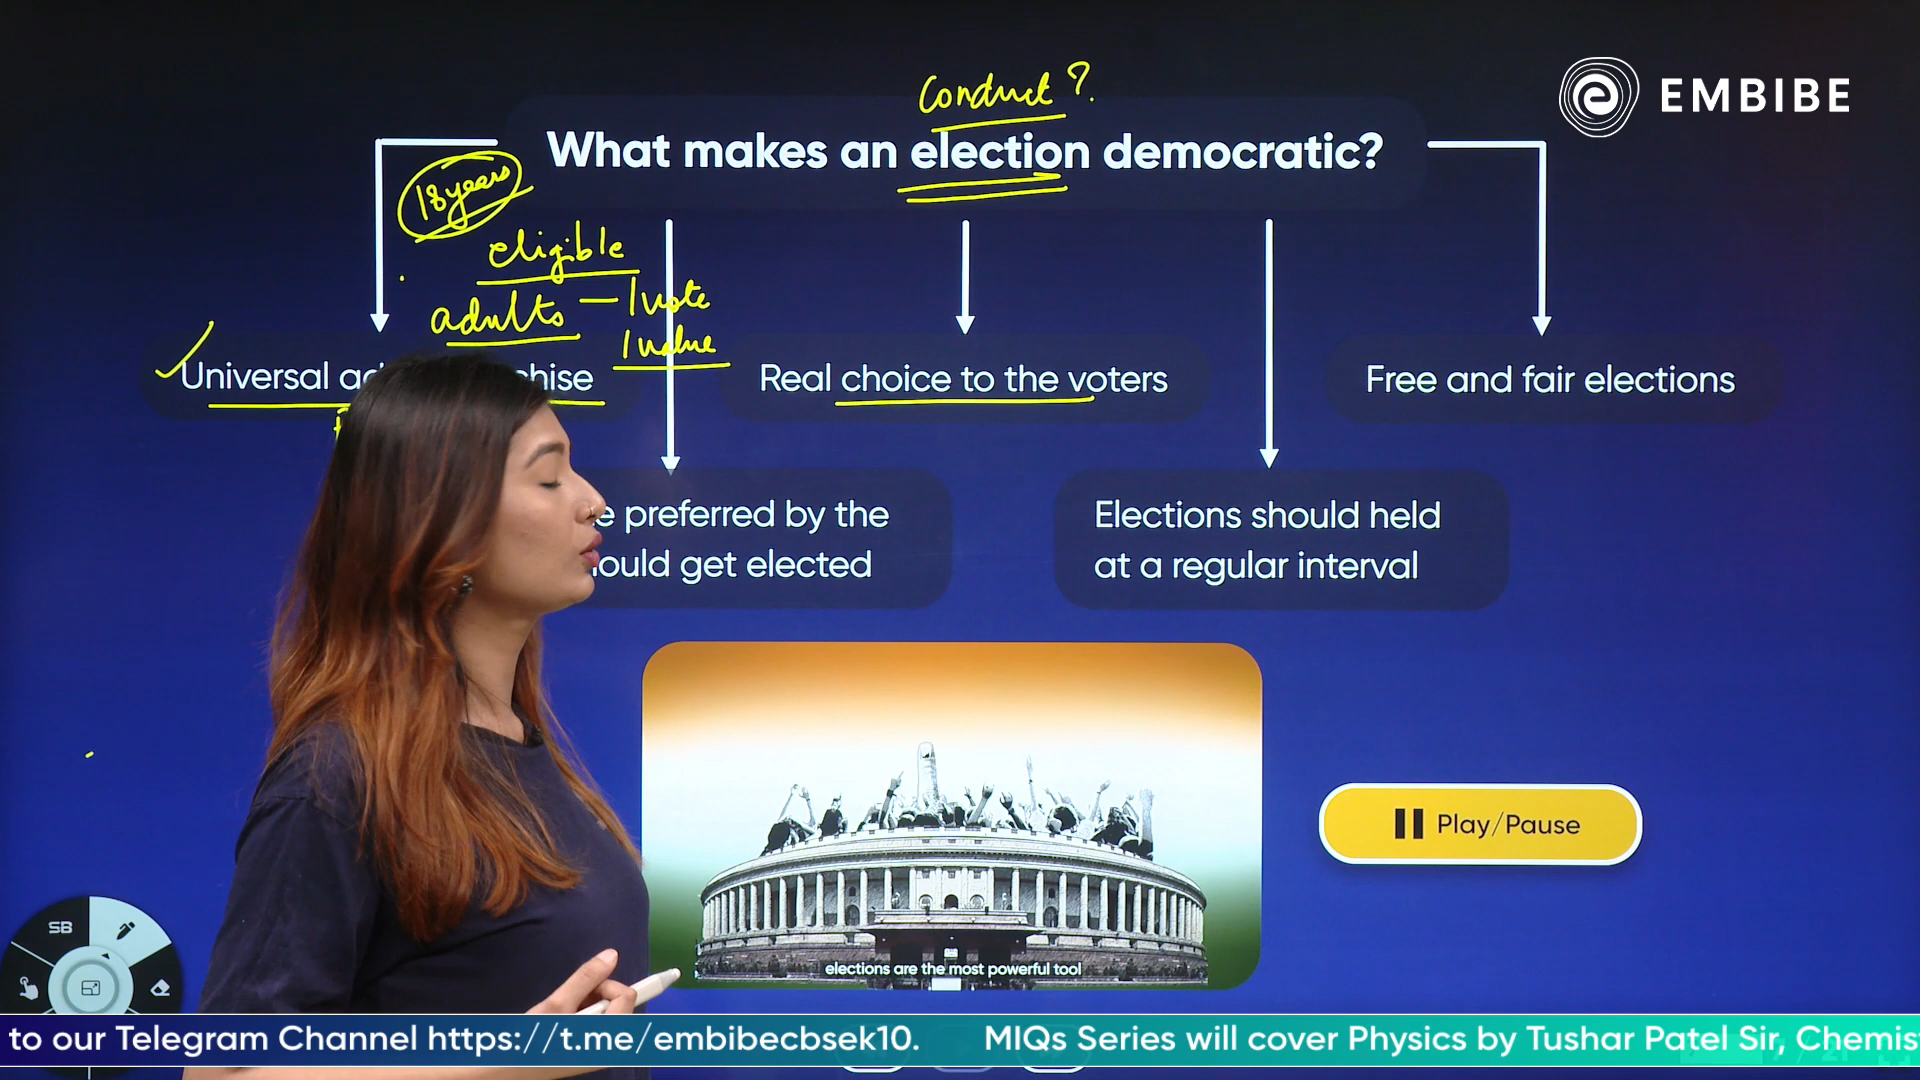 conduct ?
EMBIBE
What makes an election democratic?
18 years
eligible
adults — 1 vote
1 value
Universal ad hise
Real choice to the voters
Free and fair elections
e preferred by the
ould get elected
Elections should held
at a regular interval
Play/Pause
SB
elections are the most powerful tool
to our Telegram Channel https://t.me/embibecbsek10. MIQs Series will cover Physics by Tushar Patel Sir, Chemis